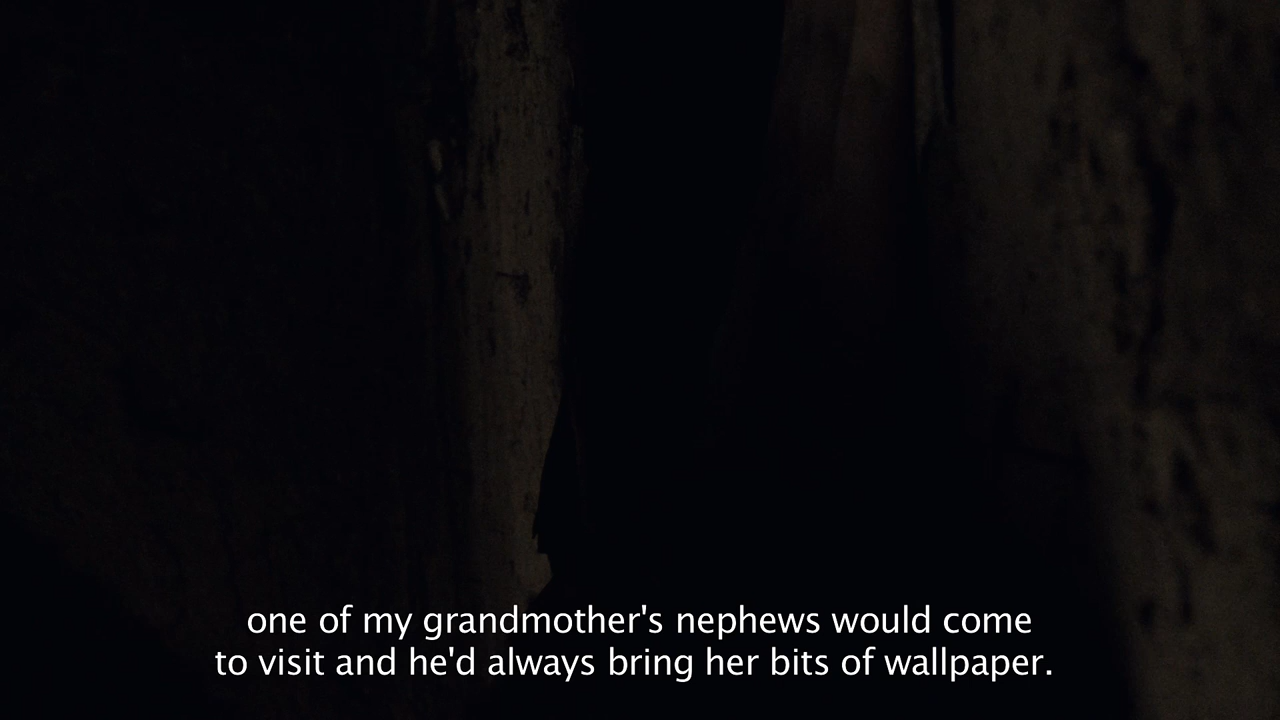 one of my grandmother's nephews would come
to visit and he'd always bring her bits of wallpaper.